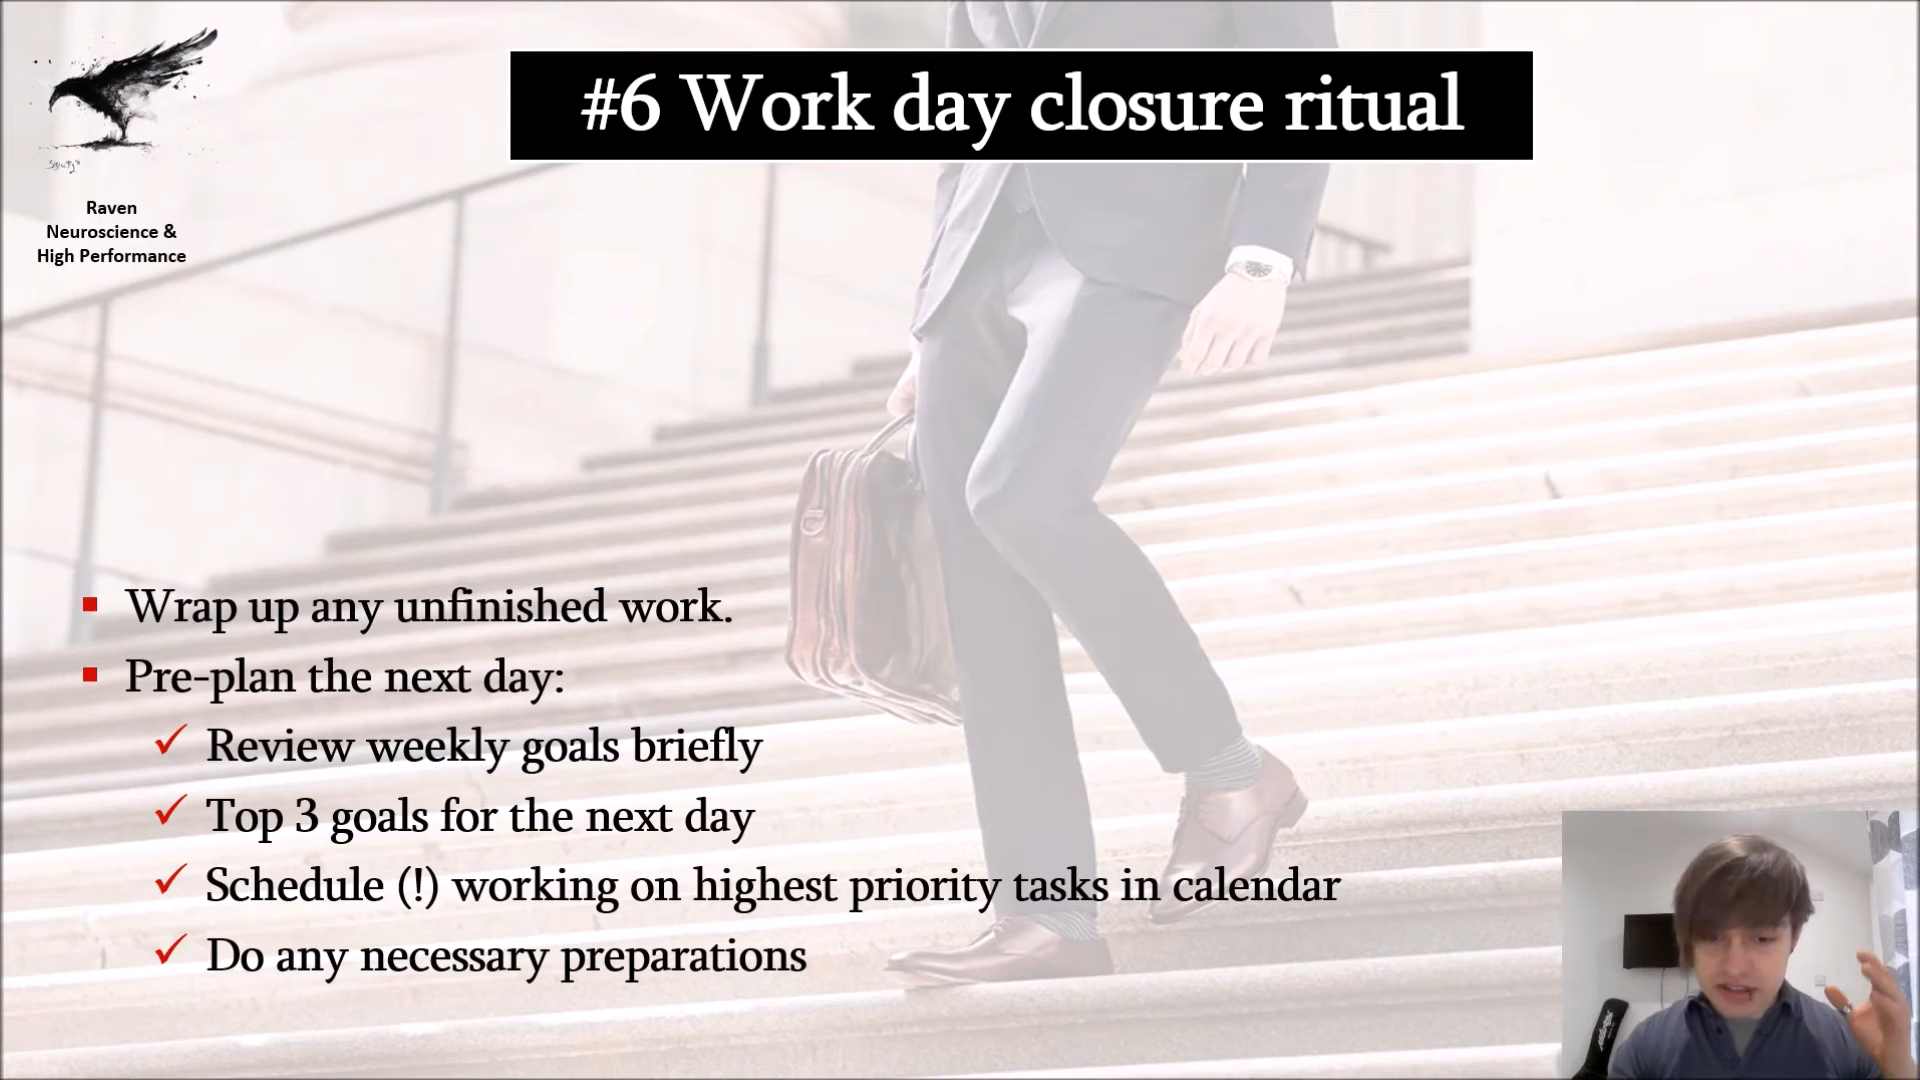 #6 Work day closure ritual
Raven
Neuroscience &
High Performance
Wrap up any unfinished work.
Pre-plan the next day:
Review weekly goals briefly
Top 3 goals for the next day
Schedule (!) working on highest priority tasks in calendar
Do any necessary preparations